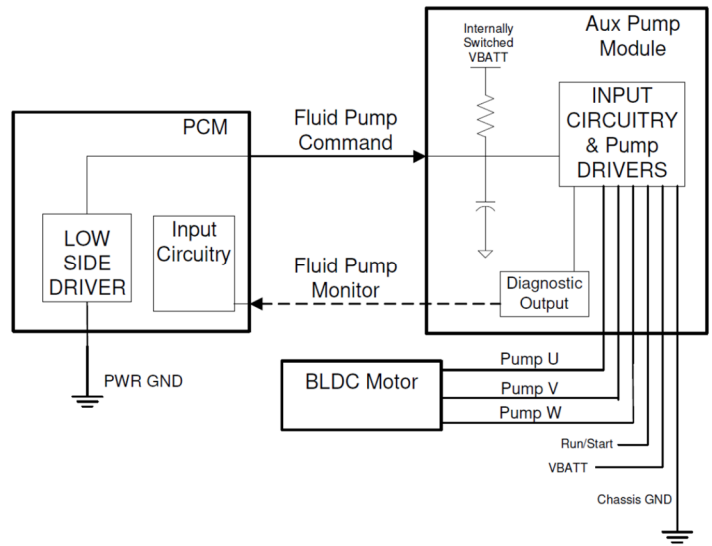 Internally
Switched
VBATT
Aux Pump
Module
PCM
Fluid Pump
Command
INPUT
CIRCUITRY
& Pump
DRIVERS
LOW
SIDE
DRIVER
Input
Circuitry
Fluid Pump
Monitor
Diagnostic
Output
PWR GND
BLDC Motor
Pump U
Pump V
Pump W
Run/Start
VBATT
Chassis GND